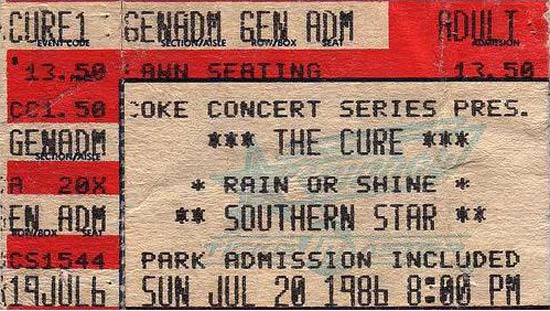 CURE1 GENADM GEN ADM ADULT
EVENT CODE SECTION/AISLE ROW/BOX SEAT ADMISSION
13.50 AWN SEATING 13.50
CC1.50 COKE CONCERT SERIES PRES.
GENADM *** THE CURE ***
SECTION/AISLE
A 20X * RAIN OR SHINE *
EN ADM ** SOUTHERN STAR **
ROW/BOX SEAT
CS1544 PARK ADMISSION INCLUDED
19JUL6 SUN JUL 20 1986 8:00 PM